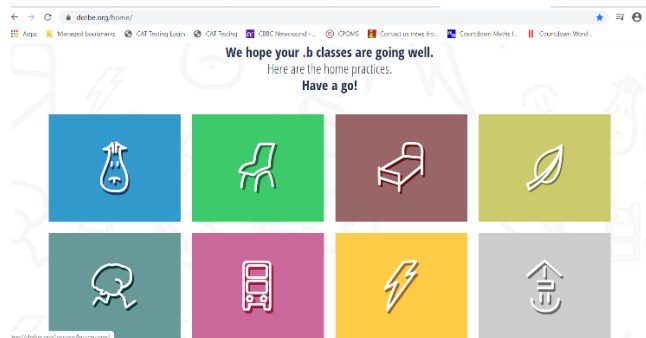 dotbe.org/home/
Apps Managed bookmarks CAT Testing Login CAT Testing CBBC Newsround -... CPOMS Contact us news fro... Countdown Maths |... Countdown Word...
We hope your .b classes are going well.
Here are the home practices.
Have a go!